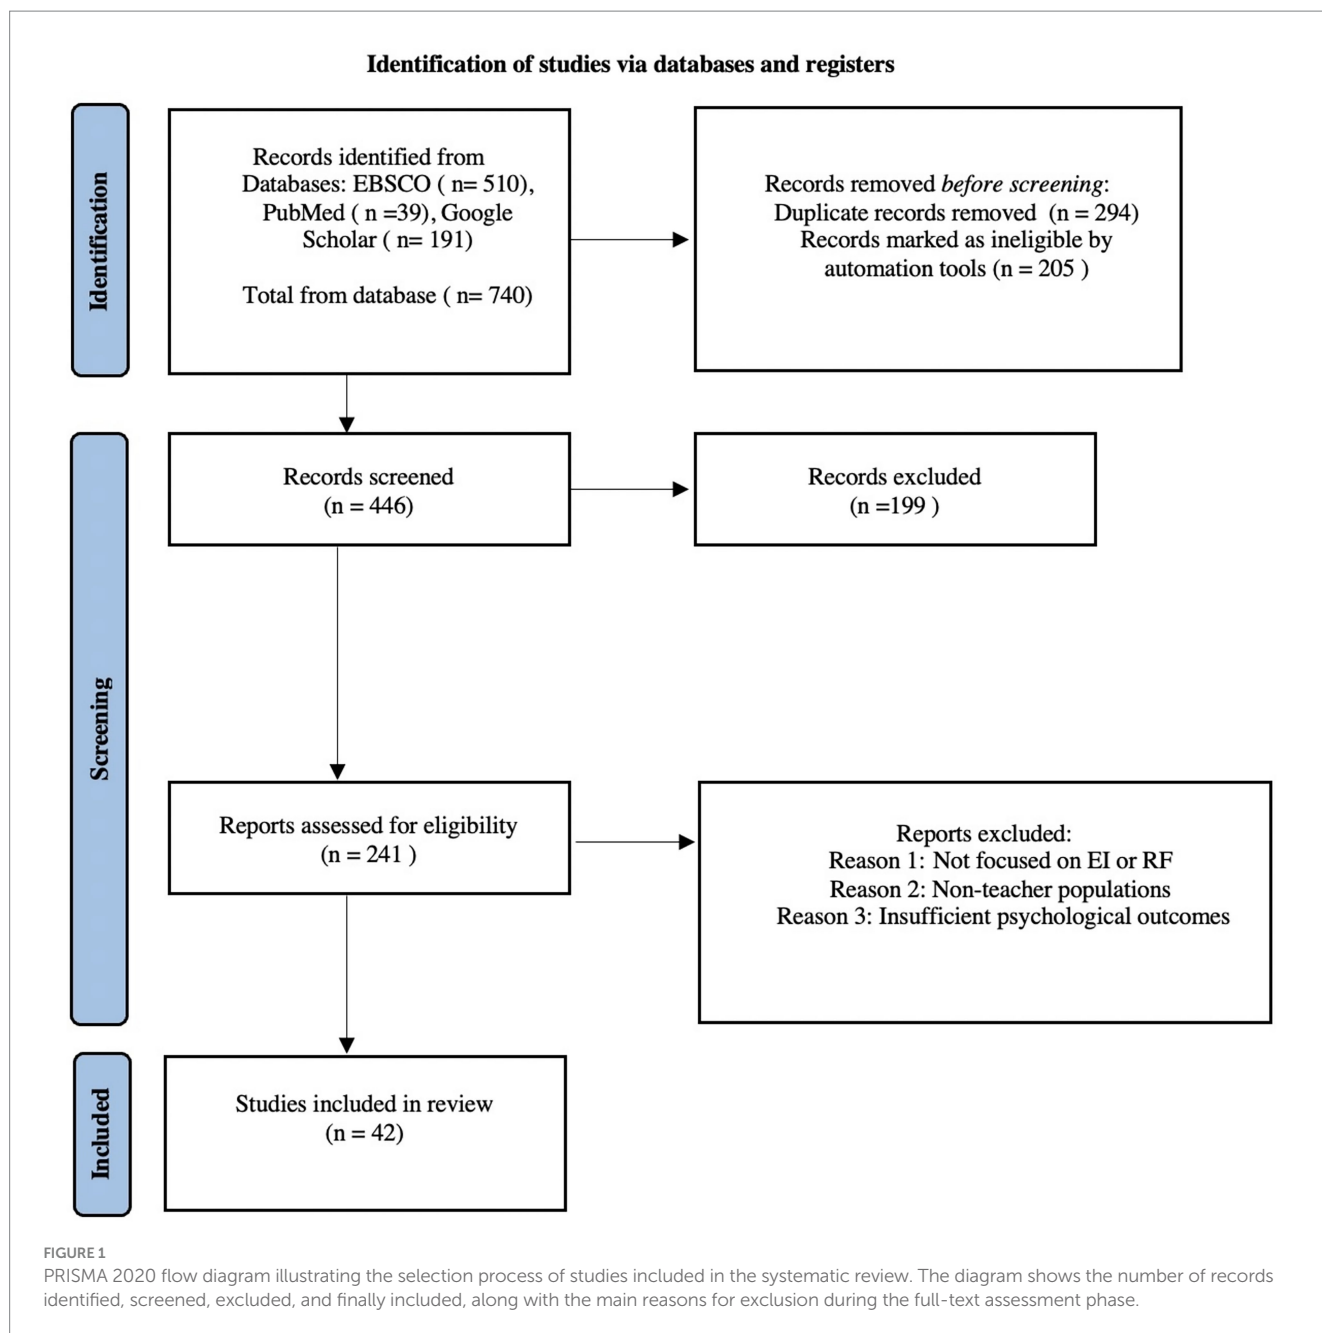 Identification of studies via databases and registers
Identification
Records identified from
Databases: EBSCO ( n= 510),
PubMed ( n =39), Google
Scholar ( n= 191)
Total from database ( n= 740)
Records removed before screening:
Duplicate records removed (n = 294)
Records marked as ineligible by
automation tools (n = 205 )
Screening
Records screened
(n = 446)
Records excluded
(n =199 )
Reports assessed for eligibility
(n = 241 )
Reports excluded:
Reason 1: Not focused on EI or RF
Reason 2: Non-teacher populations
Reason 3: Insufficient psychological outcomes
Included
Studies included in review
(n = 42)
FIGURE 1
PRISMA 2020 flow diagram illustrating the selection process of studies included in the systematic review. The diagram shows the number of records
identified, screened, excluded, and finally included, along with the main reasons for exclusion during the full-text assessment phase.